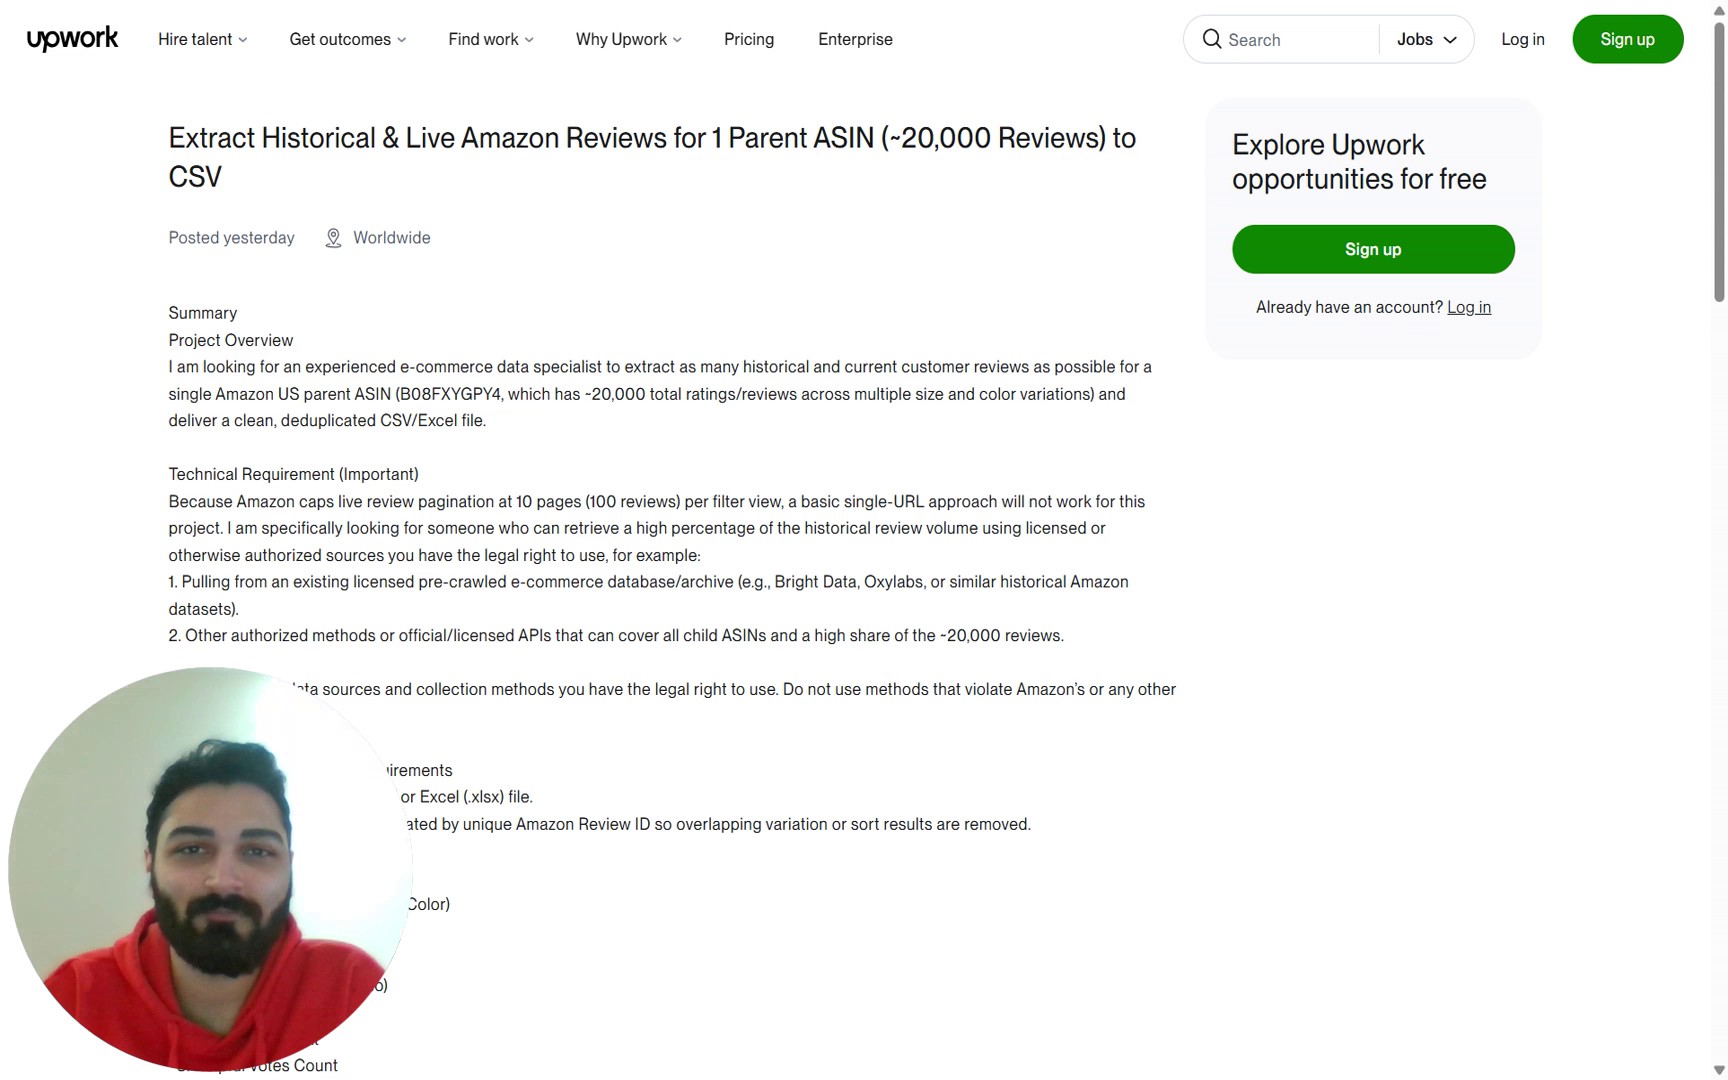 upwork
Hire talent
Get outcomes
Find work
Why Upwork
Pricing
Enterprise
Search
Jobs
Log in
Sign up
Extract Historical & Live Amazon Reviews for 1 Parent ASIN (~20,000 Reviews) to
CSV
Posted yesterday
Worldwide
Explore Upwork
opportunities for free
Sign up
Already have an account? Log in
Summary
Project Overview
I am looking for an experienced e-commerce data specialist to extract as many historical and current customer reviews as possible for a
single Amazon US parent ASIN (B08FXYGPY4, which has ~20,000 total ratings/reviews across multiple size and color variations) and
deliver a clean, deduplicated CSV/Excel file.
Technical Requirement (Important)
Because Amazon caps live review pagination at 10 pages (100 reviews) per filter view, a basic single-URL approach will not work for this
project. I am specifically looking for someone who can retrieve a high percentage of the historical review volume using licensed or
otherwise authorized sources you have the legal right to use, for example:
1. Pulling from an existing licensed pre-crawled e-commerce database/archive (e.g., Bright Data, Oxylabs, or similar historical Amazon
datasets).
2. Other authorized methods or official/licensed APIs that can cover all child ASINs and a high share of the ~20,000 reviews.
sources and collection methods you have the legal right to use. Do not use methods that violate Amazon's or any other
or Excel (.xlsx) file.
by unique Amazon Review ID so overlapping variation or sort results are removed.
Color)
Votes Count